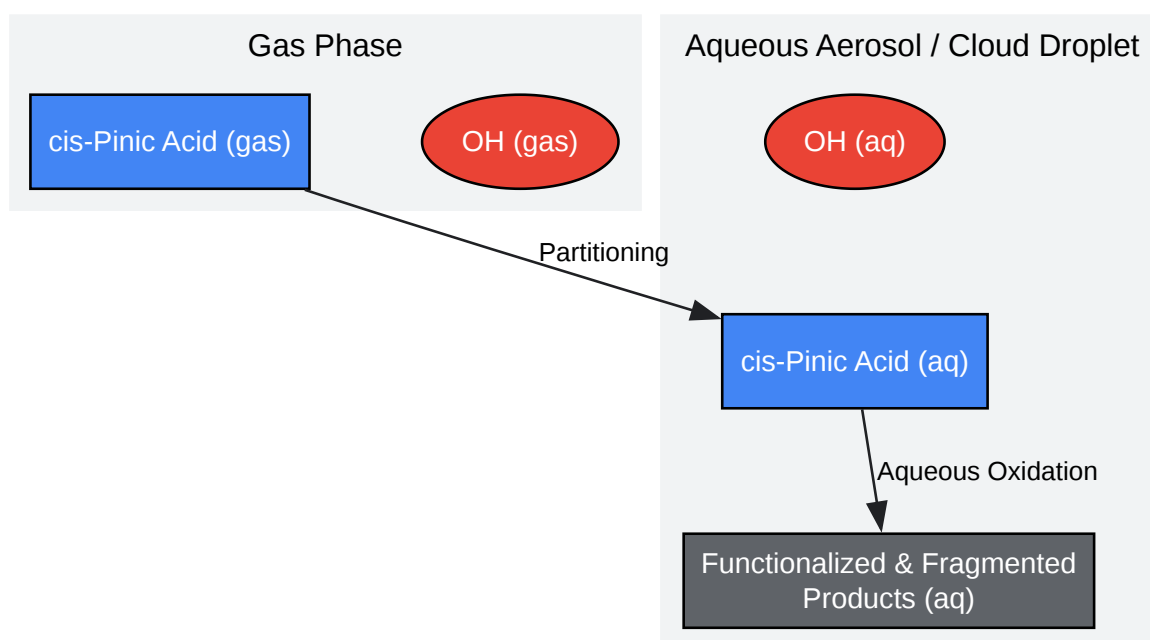 Gas Phase
Aqueous Aerosol / Cloud Droplet
cis-Pinic Acid (gas)
OH (gas)
OH (aq)
Partitioning
cis-Pinic Acid (aq)
Aqueous Oxidation
Functionalized & Fragmented
Products (aq)